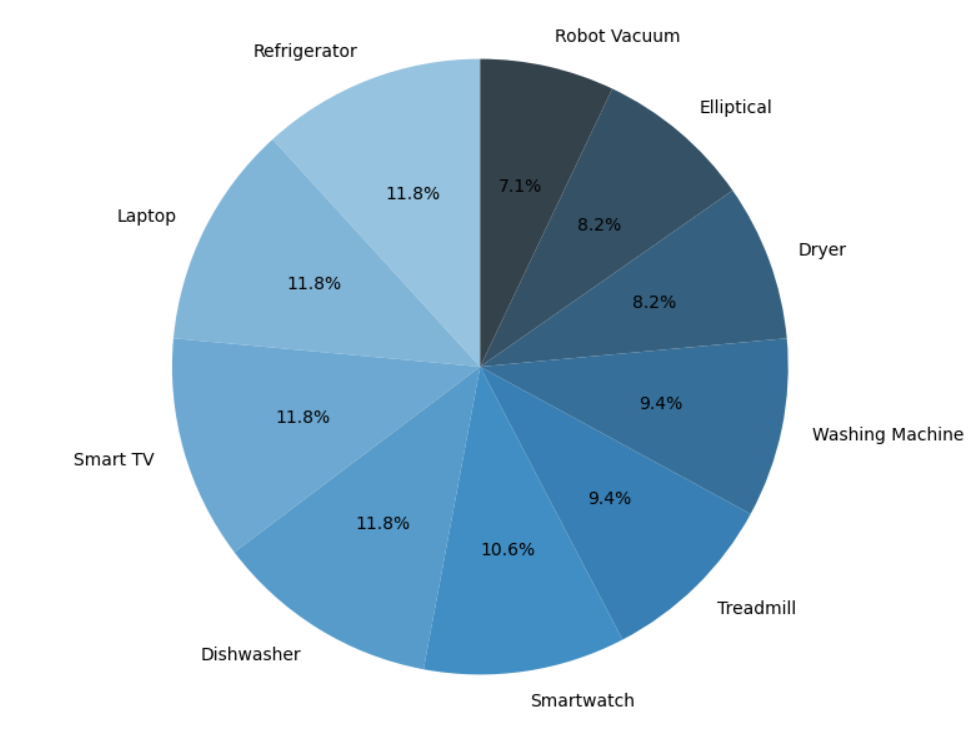 Robot Vacuum
Refrigerator
Elliptical
7.1%
11.8%
Laptop
8.2%
Dryer
11.8%
8.2%
9.4%
11.8%
Washing Machine
Smart TV
9.4%
11.8%
10.6%
Treadmill
Dishwasher
Smartwatch